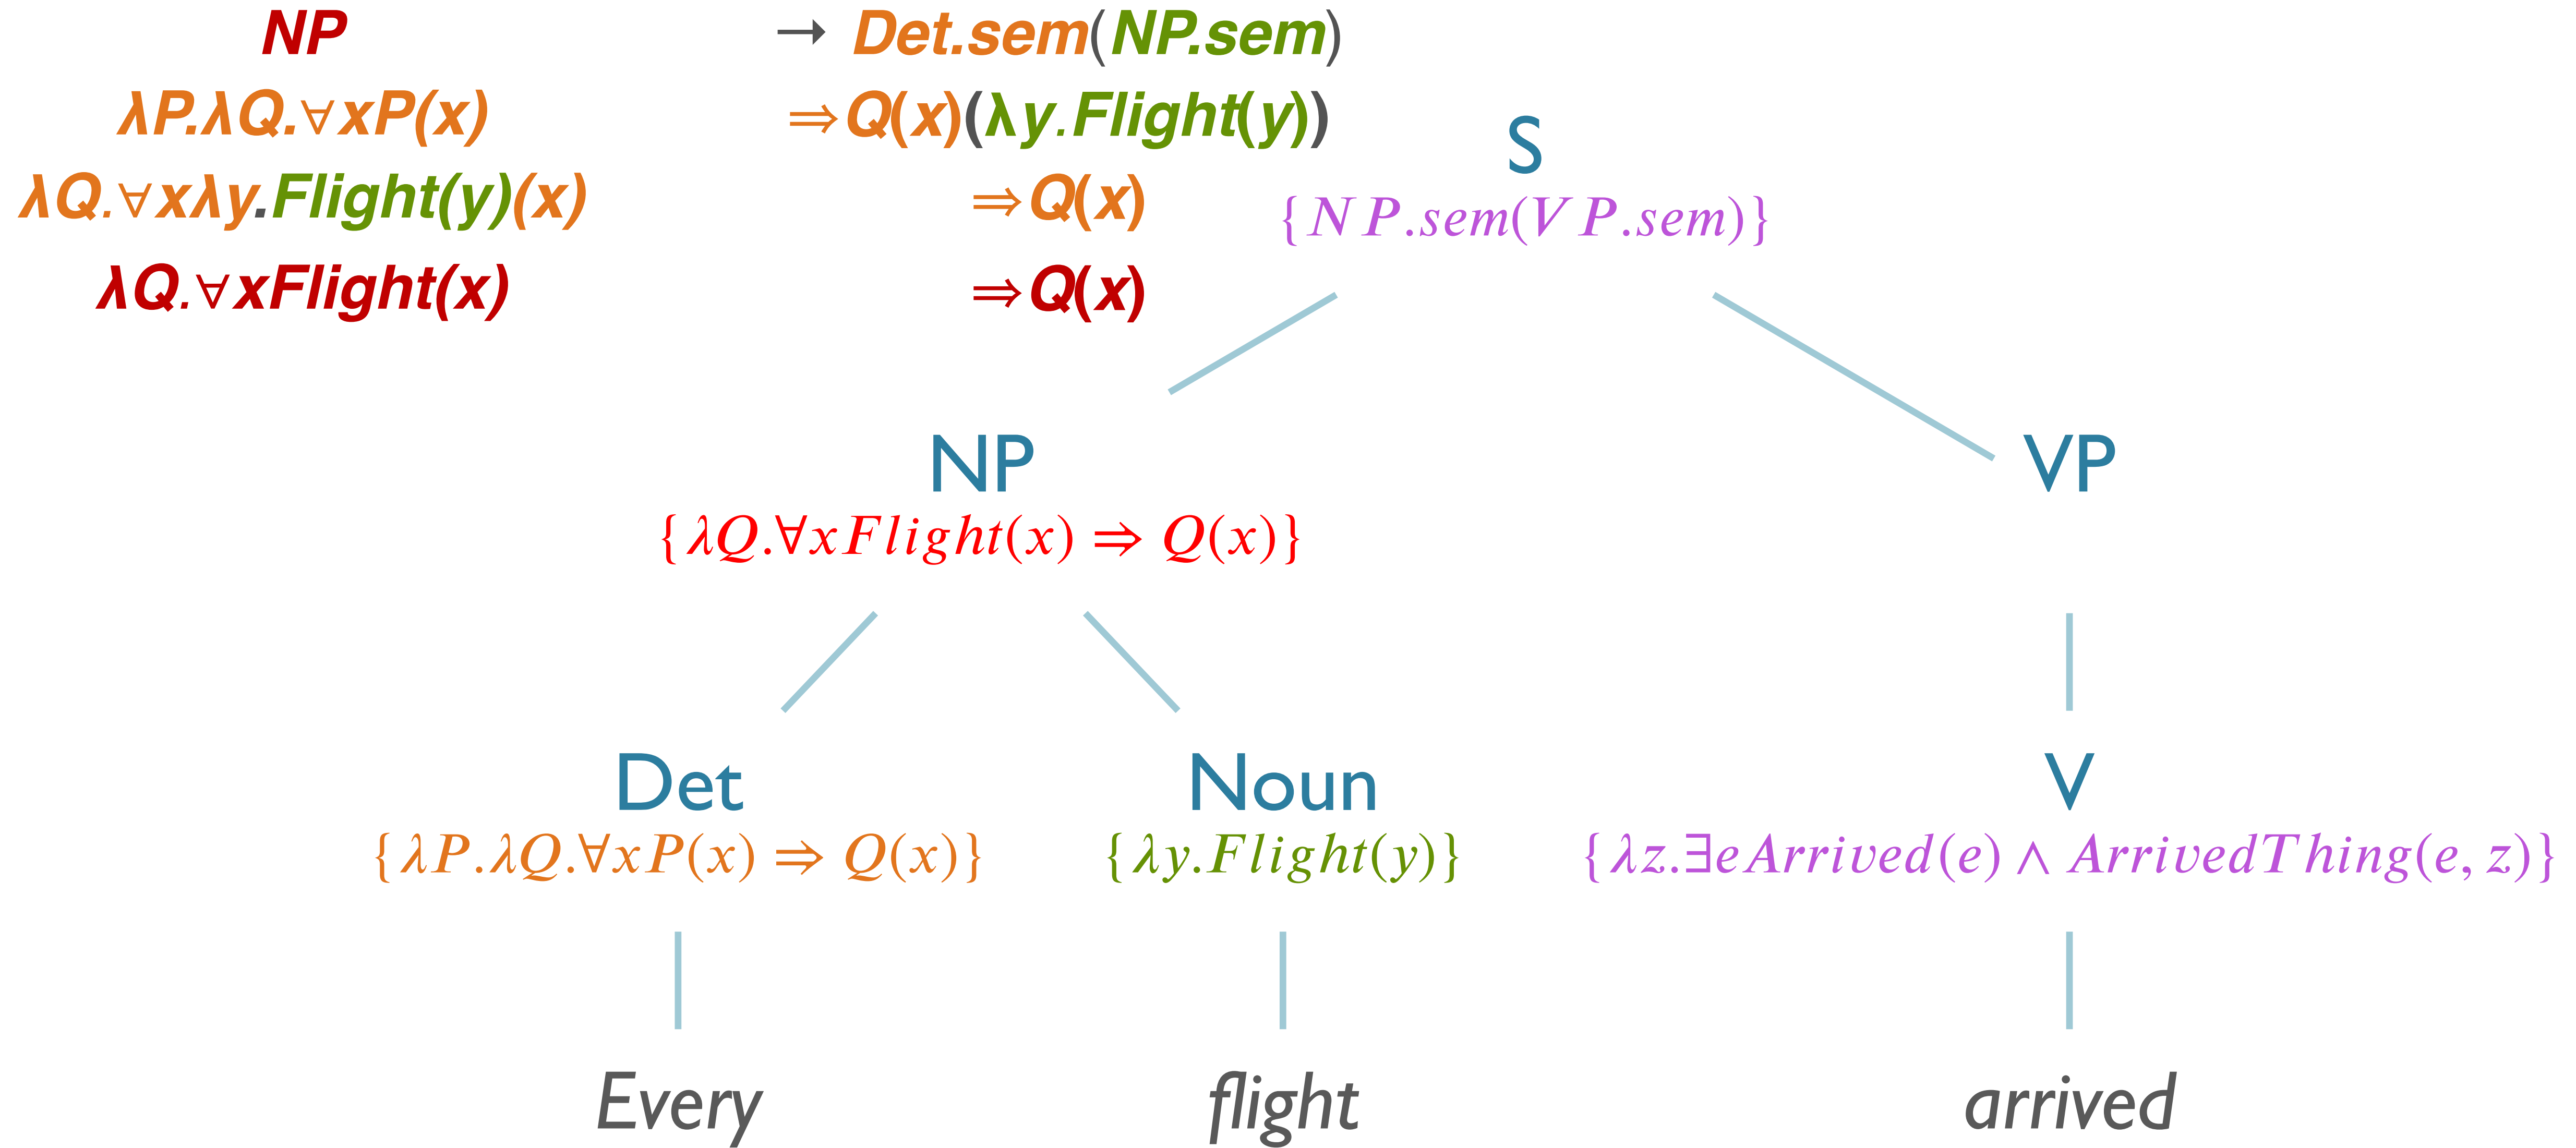 NP → Det.sem(NP.sem)
λP.λQ.∀xP(x) ⇒Q(x)(λy.Flight(y))
λQ.∀xλy.Flight(y)(x) ⇒Q(x)
λQ.∀xFlight(x) ⇒Q(x)
S
{NP.sem(VP.sem)}
NP VP
{λQ.∀xFlight(x) ⇒ Q(x)}
Det Noun V
{λP.λQ.∀xP(x) ⇒ Q(x)} {λy.Flight(y)} {λz.∃eArrived(e) ∧ ArrivedThing(e, z)}
Every flight arrived